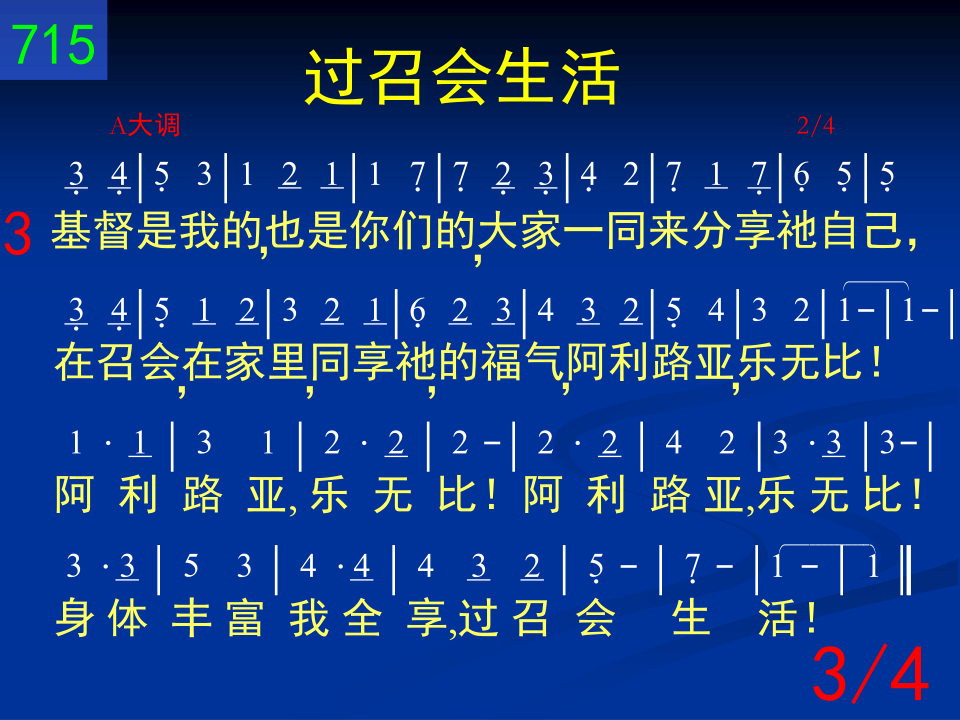 715
过召会生活
A大调 2/4
3 4|5 3|1 2 1|1 7|7 2 3|4 2|7 1 7|6 5|5
3 基督是我的,也是你们的,大家一同来分享祂自己,
3 4|5 1 2|3 2 1|6 2 3|4 3 2|5 4|3 2|1-|1-|
在召会,在家里,同享祂,的福气,阿利路亚,乐无比!
1 · 1|3 1|2 · 2|2 -|2 · 2|4 2|3 · 3|3-|
阿 利 路 亚, 乐 无 比! 阿 利 路 亚,乐 无 比!
3 · 3|5 3|4 · 4|4 3 2|5 -|7 -|1 -|1‖
身 体 丰 富 我 全 享,过 召 会 生 活!
3/4